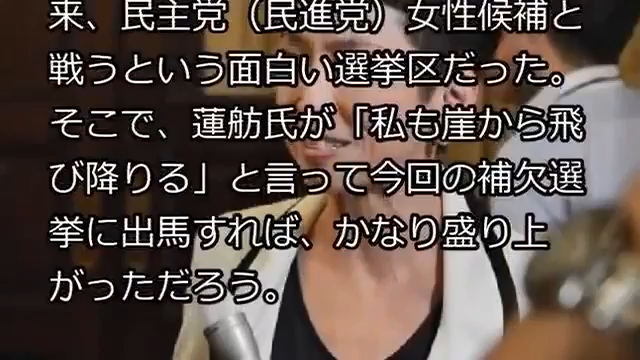 来、民主党（民進党）女性候補と
戦うという面白い選挙区だった。
そこで、蓮舫氏が「私も崖から飛
び降りる」と言って今回の補欠選
挙に出馬すれば、かなり盛り上
がっただろう。